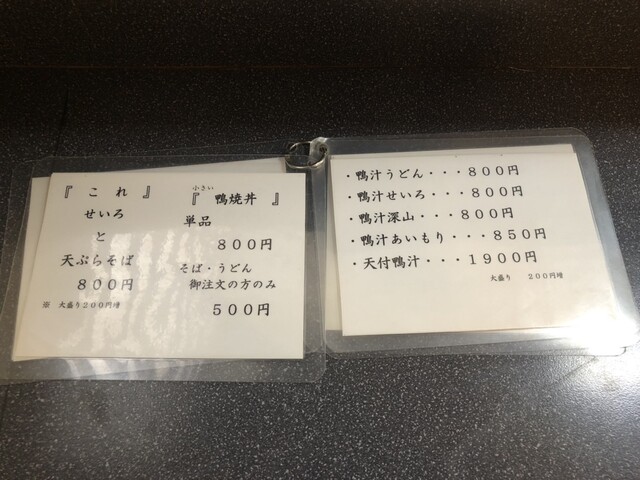 『 これ 』
せいろ
と
天ぷらそば
８００円
※ 大盛り２００円増
小さい
『 鴨焼丼 』
単品
８００円
そば・うどん
御注文の方のみ
５００円
・鴨汁うどん・・・８００円
・鴨汁せいろ・・・８００円
・鴨汁深山・・・８００円
・鴨汁あいもり・・・８５０円
・天付鴨汁・・・１９００円
大盛り ２００円増